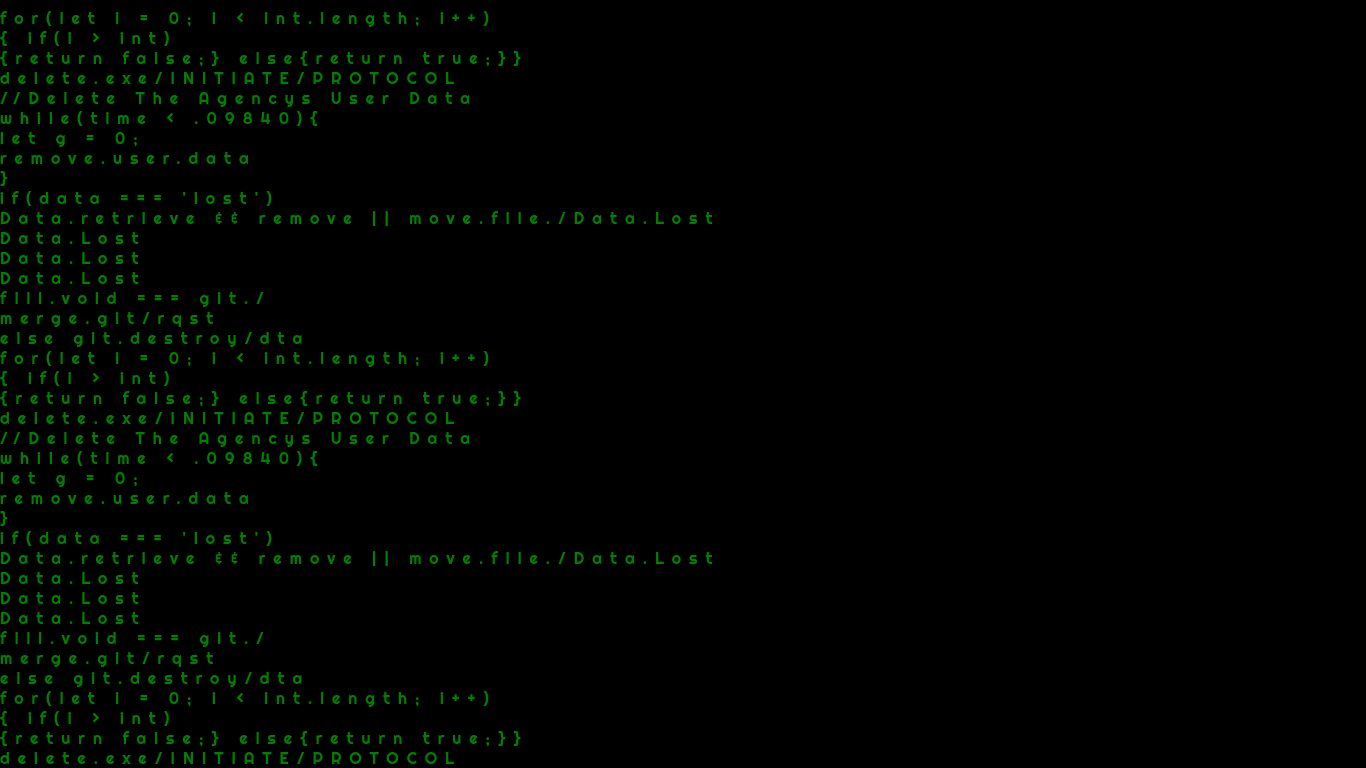 for(let i = 0; i < int.length; i++)
{ if(i > int)
{return false;} else{return true;}}
delete.exe/INITIATE/PROTOCOL
//Delete The Agencys User Data
while(time < .09840){
let g = 0;
remove.user.data
}
if(data === 'lost')
Data.retrieve && remove || move.file./Data.Lost
Data.Lost
Data.Lost
Data.Lost
fill.void === git./
merge.git/rqst
else git.destroy/dta
for(let i = 0; i < int.length; i++)
{ if(i > int)
{return false;} else{return true;}}
delete.exe/INITIATE/PROTOCOL
//Delete The Agencys User Data
while(time < .09840){
let g = 0;
remove.user.data
}
if(data === 'lost')
Data.retrieve && remove || move.file./Data.Lost
Data.Lost
Data.Lost
Data.Lost
fill.void === git./
merge.git/rqst
else git.destroy/dta
for(let i = 0; i < int.length; i++)
{ if(i > int)
{return false;} else{return true;}}
delete.exe/INITIATE/PROTOCOL